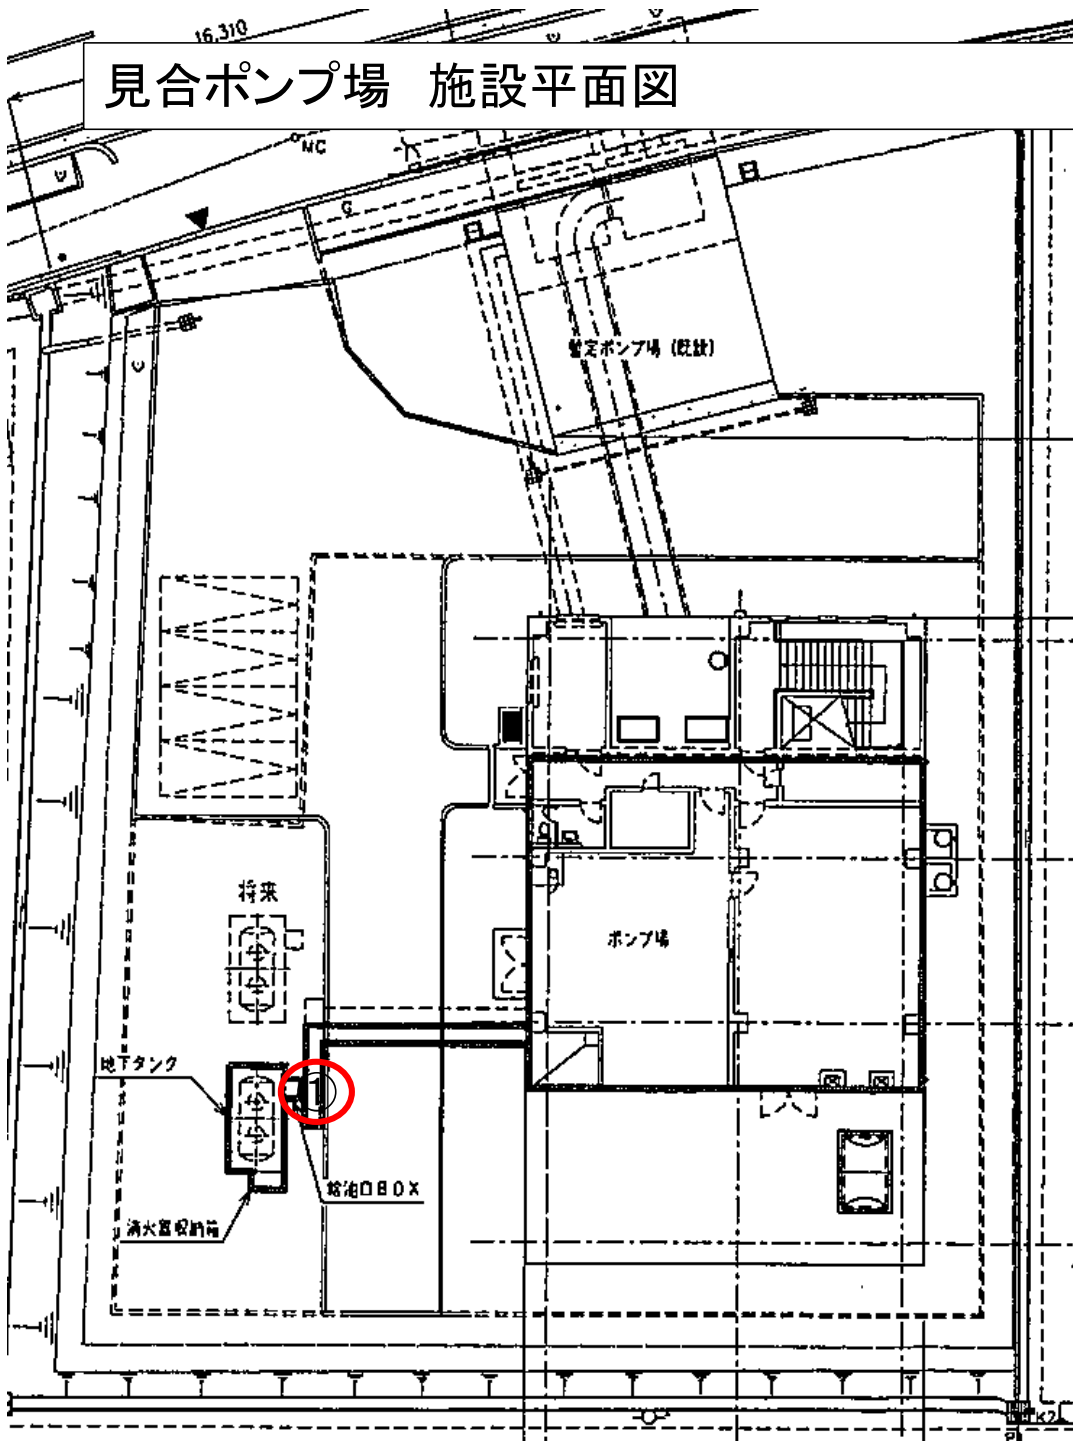 16,310
見合ポンプ場 施設平面図
MC
G
暫定ポンプ場 (既設)
将来
ポンプ場
地下タンク
1
給油口BOX
消火器収納箱